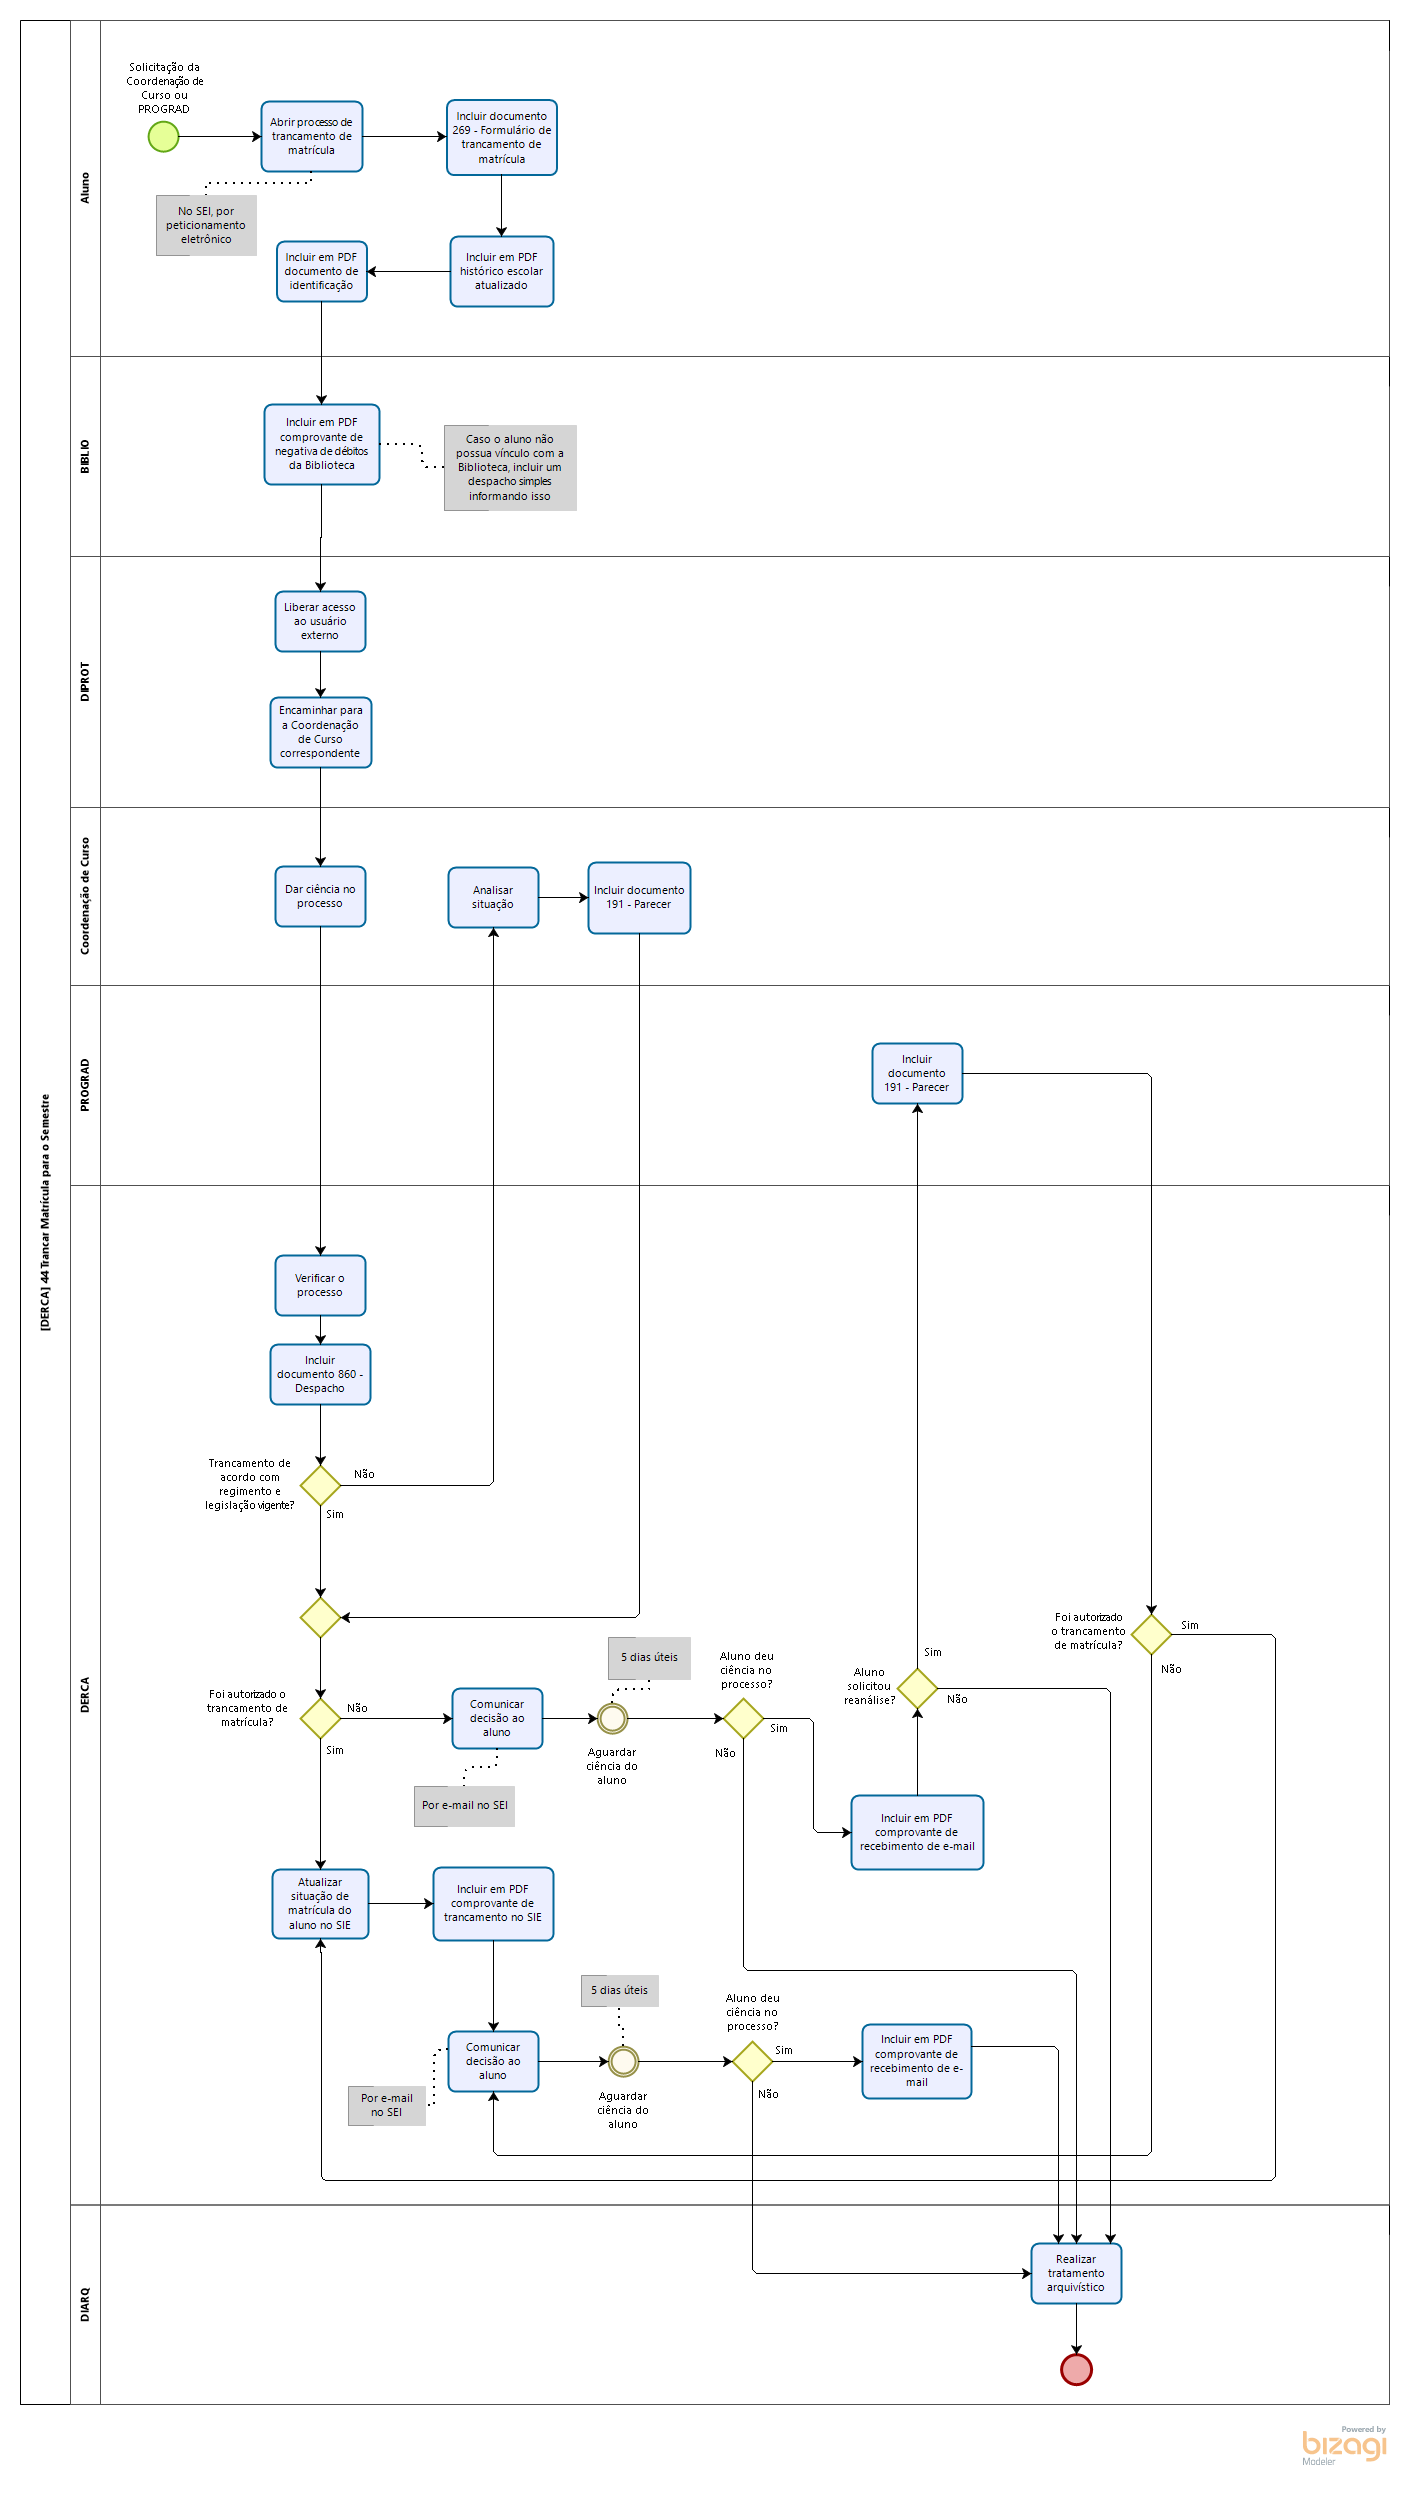 [DERCA] 44 Trancar Matrícula para o Semestre
Aluno
Solicitação da
Coordenação de
Curso ou
PROGRAD
Abrir processo de
trancamento de
matrícula
Incluir documento
269 - Formulário de
trancamento de
matrícula
No SEI, por
peticionamento
eletrônico
Incluir em PDF
documento de
identificação
Incluir em PDF
histórico escolar
atualizado
BIBLIO
Incluir em PDF
comprovante de
negativa de débitos
da Biblioteca
Caso o aluno não
possua vínculo com a
Biblioteca, incluir um
despacho simples
informando isso
DIPROT
Liberar acesso
ao usuário
externo
Encaminhar para
a Coordenação
de Curso
correspondente
Coordenação de Curso
Dar ciência no
processo
Analisar
situação
Incluir documento
191 - Parecer
PROGRAD
Incluir
documento
191 - Parecer
DERCA
Verificar o
processo
Incluir
documento 860 -
Despacho
Trancamento de
acordo com
regimento e
legislação vigente?
Não
Sim
Foi autorizado o
trancamento de
matrícula?
Não
Sim
Comunicar
decisão ao
aluno
Por e-mail no SEI
5 dias úteis
Aguardar
ciência do
aluno
Aluno deu
ciência no
processo?
Sim
Não
Incluir em PDF
comprovante de
recebimento de e-mail
Aluno
solicitou
reanálise?
Sim
Não
Foi autorizado
o trancamento
de matrícula?
Sim
Não
Atualizar
situação de
matrícula do
aluno no SIE
Incluir em PDF
comprovante de
trancamento no SIE
Comunicar
decisão ao
aluno
Por e-mail
no SEI
5 dias úteis
Aguardar
ciência do
aluno
Aluno deu
ciência no
processo?
Sim
Não
Incluir em PDF
comprovante de
recebimento de e-
mail
DIARQ
Realizar
tratamento
arquivístico
Powered by
bizagi
Modeler